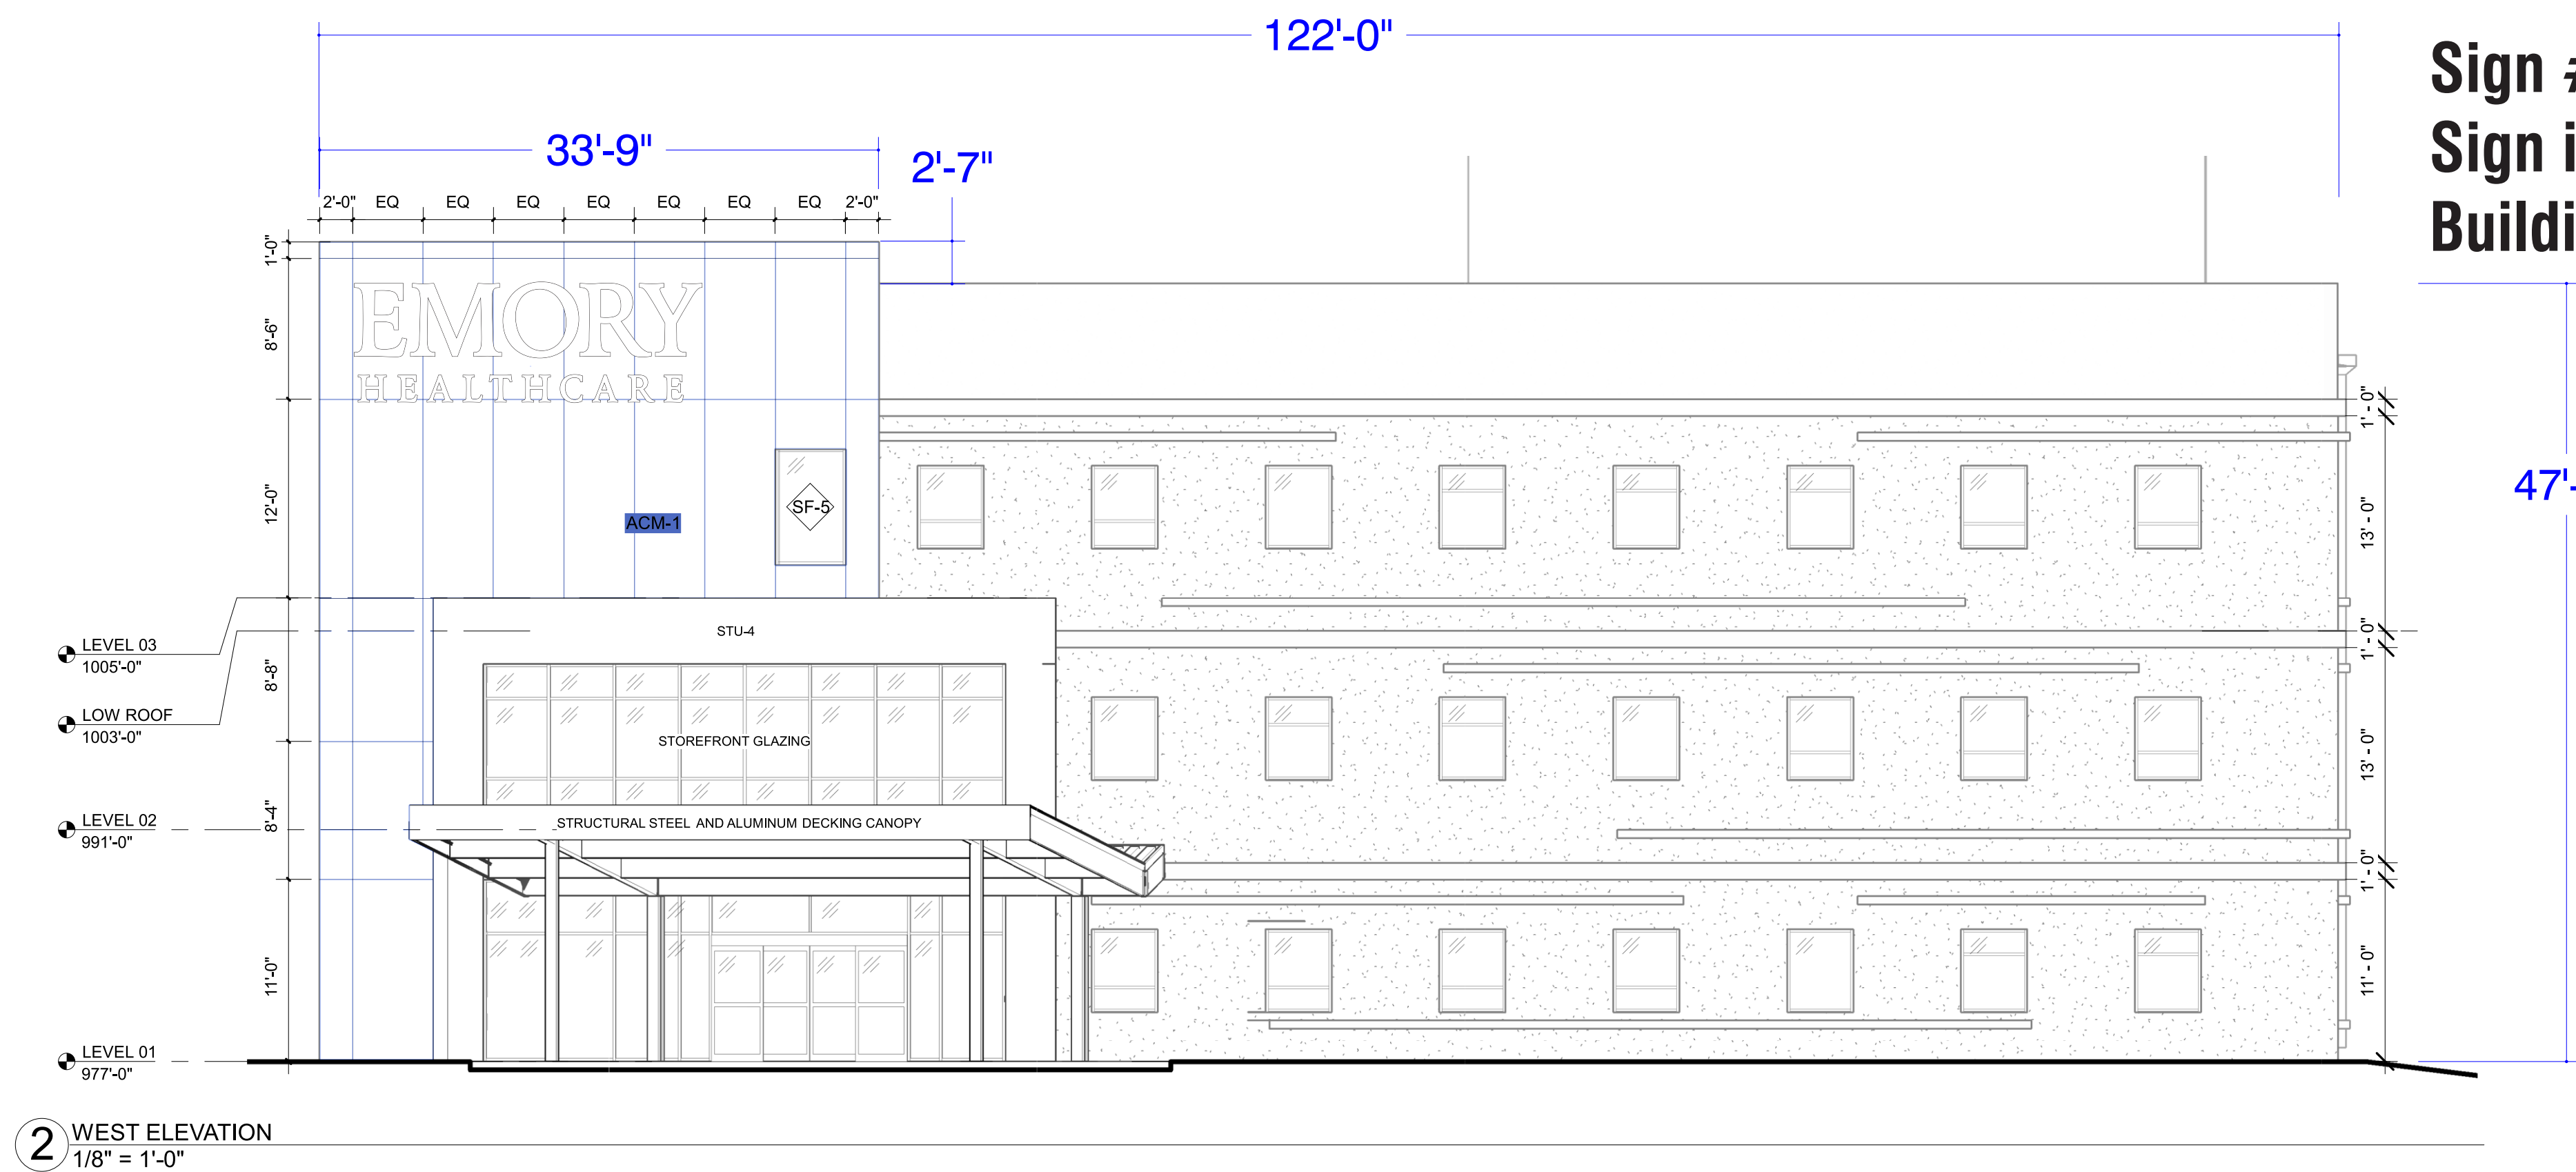 122'-0"
Sign #
Sign i
Buildi
33'-9"
2'-7"
2'-0" EQ EQ EQ EQ EQ EQ EQ 2'-0"
1'-0"
8'-6"
12'-0"
8'-8"
8'-4"
11'-0"
EMORY
HEALTHCARE
SF-5
ACM-1
1' - 0"
13' - 0"
1' - 0"
13' - 0"
1' - 0"
11' - 0"
47'-
LEVEL 03
1005'-0"
LOW ROOF
1003'-0"
LEVEL 02
991'-0"
LEVEL 01
977'-0"
STU-4
STOREFRONT GLAZING
STRUCTURAL STEEL AND ALUMINUM DECKING CANOPY
2 WEST ELEVATION
1/8" = 1'-0"